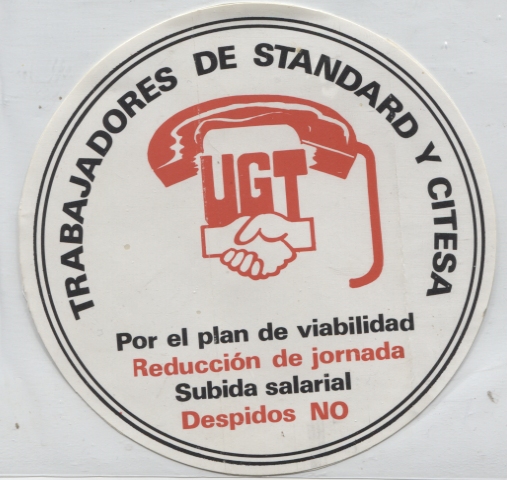 TRABAJADORES DE STANDARD Y CITESA
UGT
Por el plan de viabilidad
Reducción de jornada
Subida salarial
Despidos NO